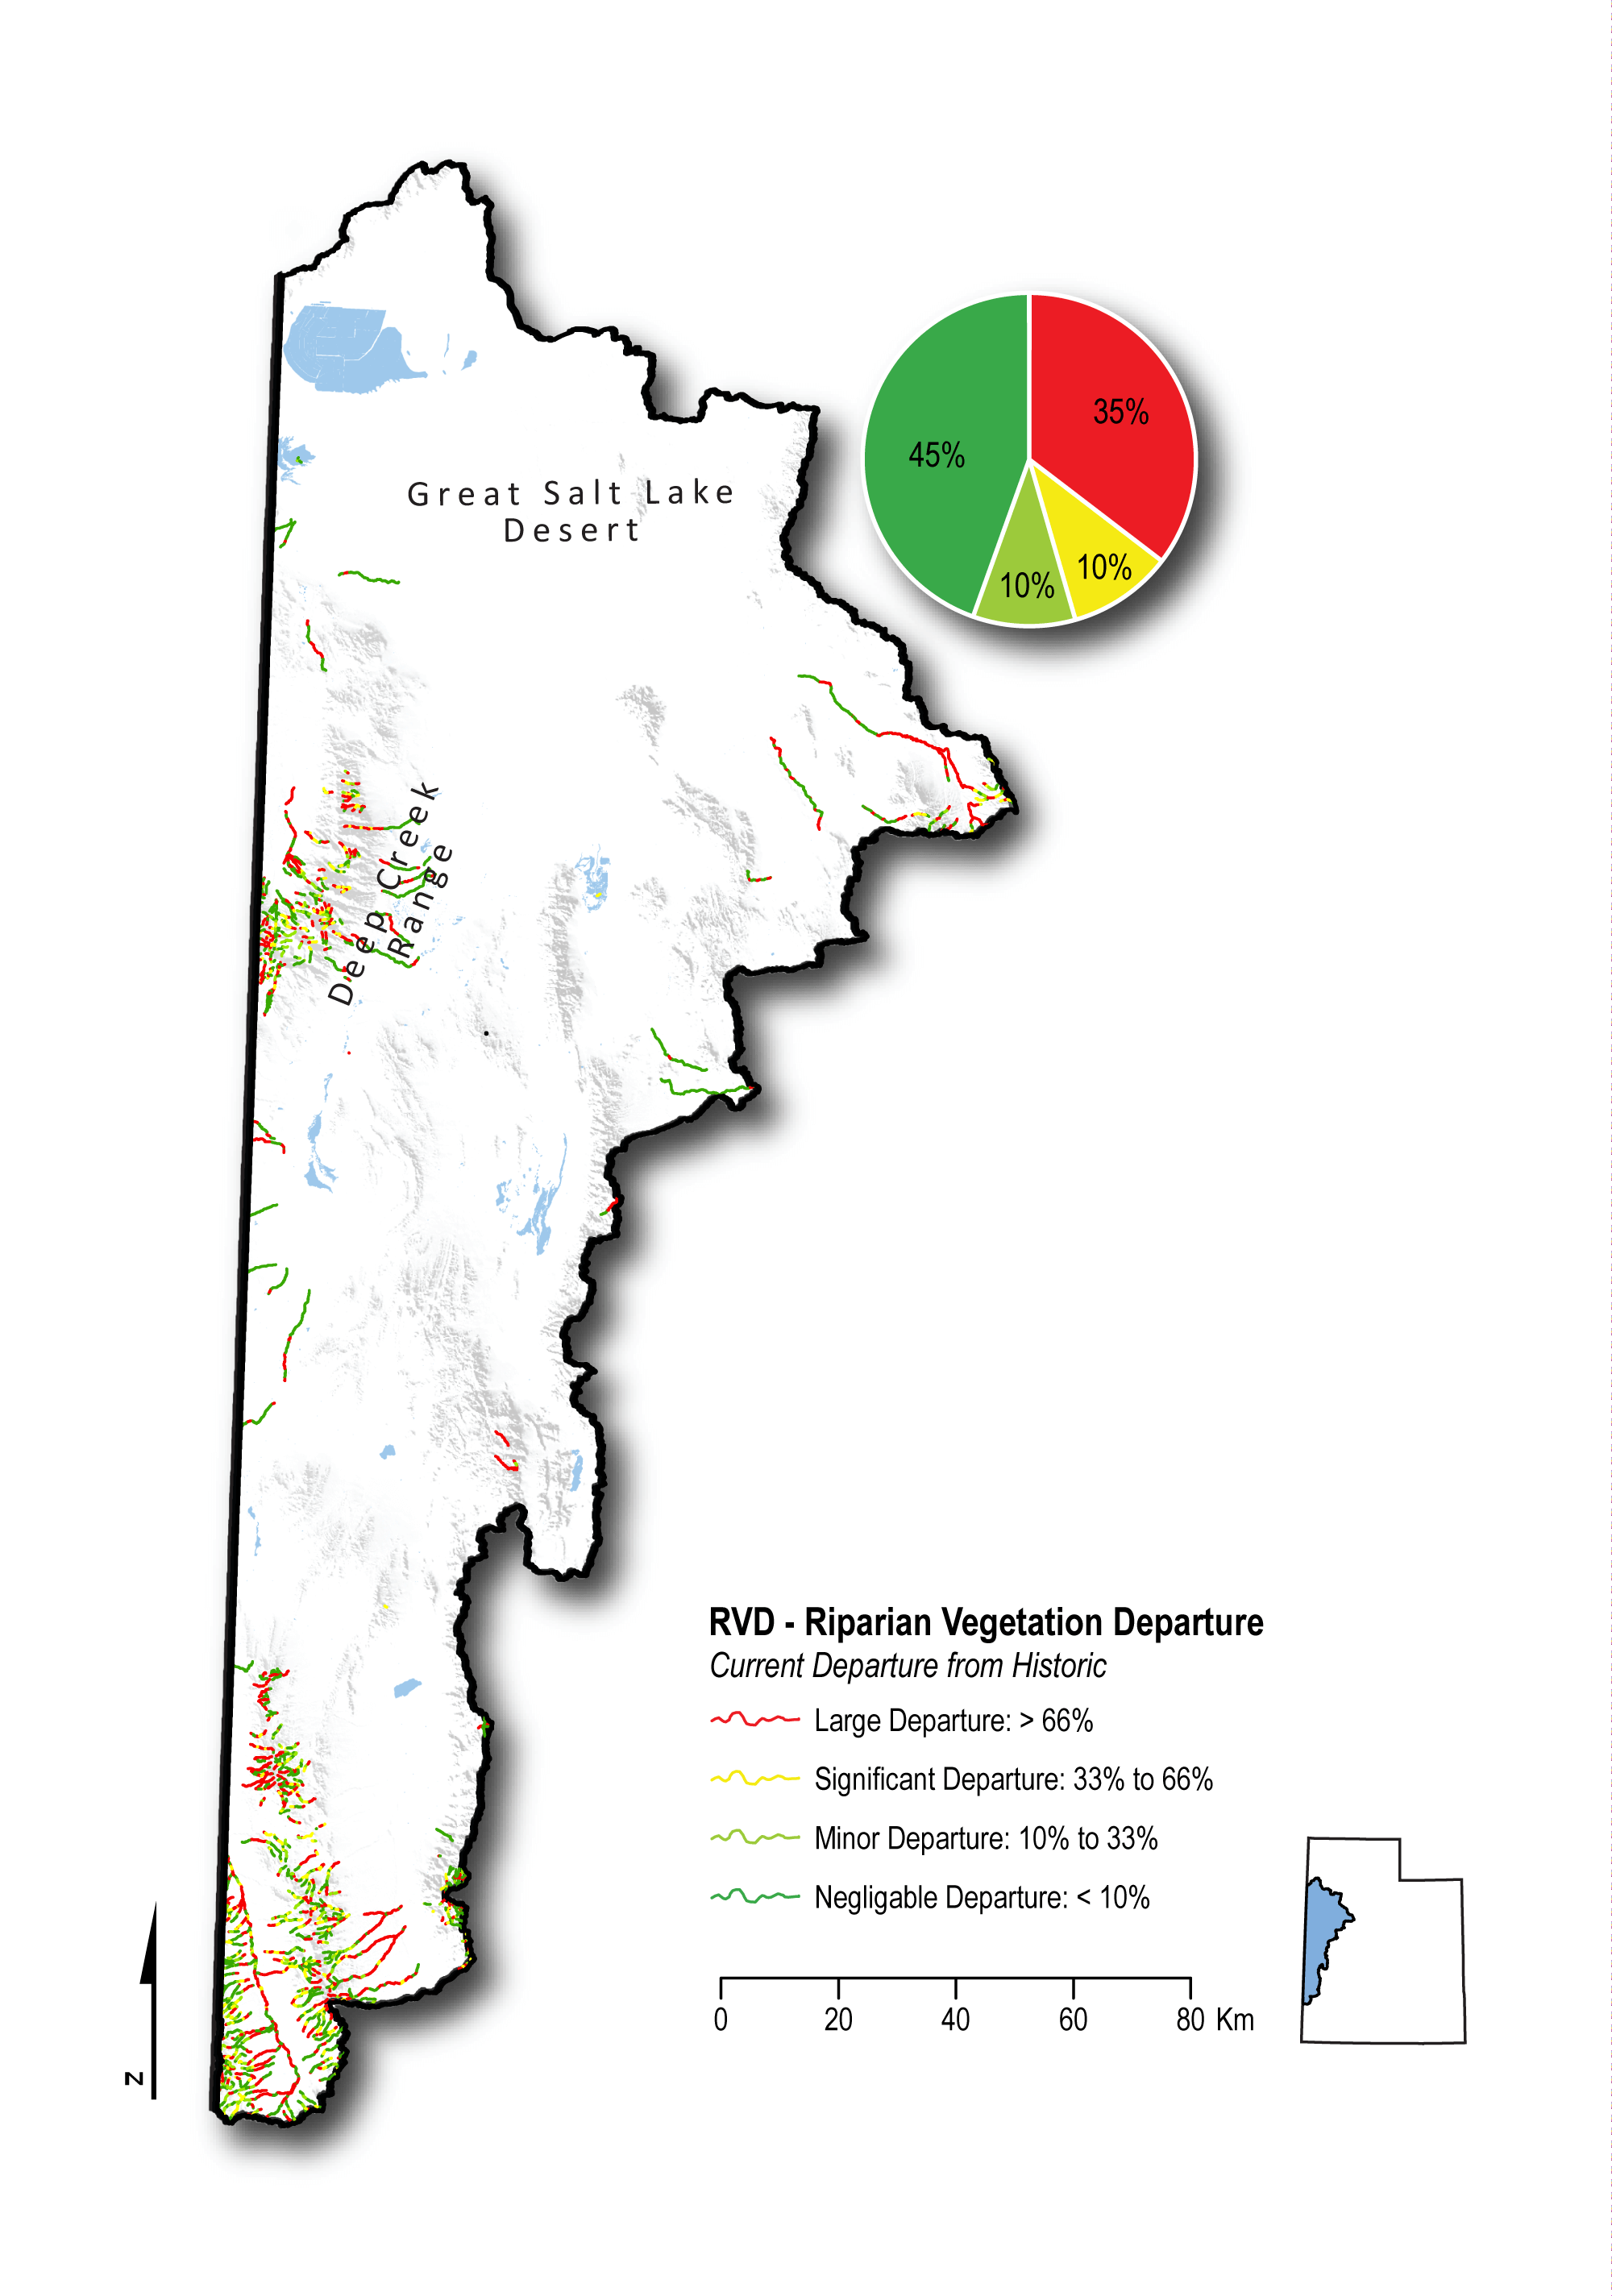 35%
45%
10%
10%
Great Salt Lake
Desert
Deep Creek
Range
RVD - Riparian Vegetation Departure
Current Departure from Historic
Large Departure: > 66%
Significant Departure: 33% to 66%
Minor Departure: 10% to 33%
Negligable Departure: < 10%
0 20 40 60 80 Km
N